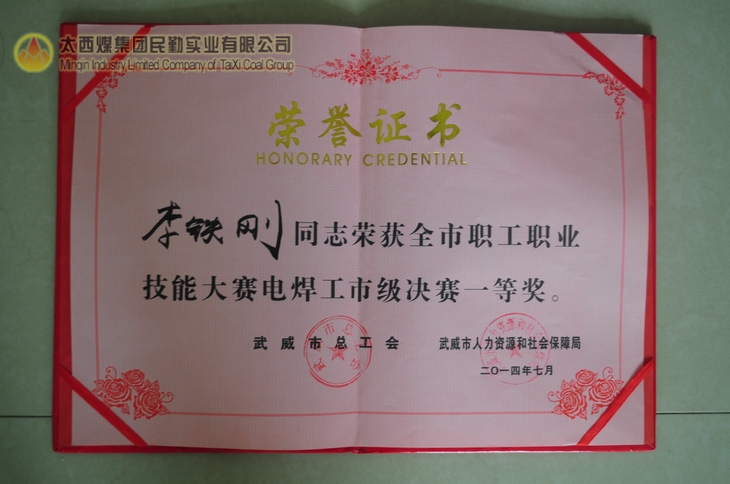 太西煤集团民勤实业有限公司
Minqin Industry Limited Company of TaiXi Coal Group
荣誉证书
HONORARY CREDENTIAL
李铁刚同志荣获全市职工职业
技能大赛电焊工市级决赛一等奖。
武威市总工会 武威市人力资源和社会保障局
二〇一四年七月